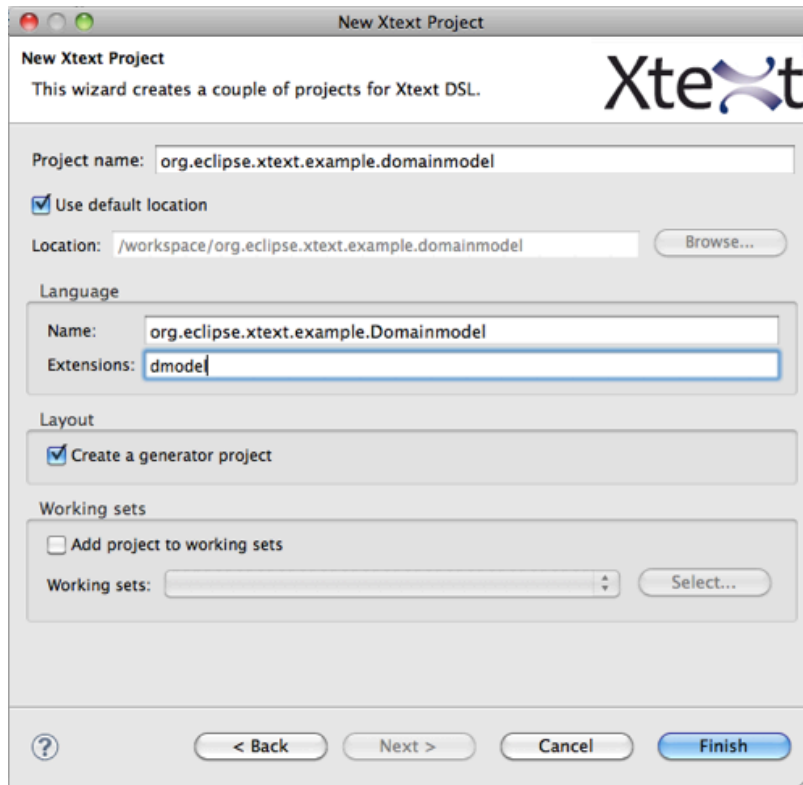 New Xtext Project
New Xtext Project
This wizard creates a couple of projects for Xtext DSL.
Xtext
Project name: org.eclipse.xtext.example.domainmodel
Use default location
Location: /workspace/org.eclipse.xtext.example.domainmodel Browse...
Language
Name: org.eclipse.xtext.example.Domainmodel
Extensions: dmodel
Layout
Create a generator project
Working sets
Add project to working sets
Working sets: Select...
? < Back Next > Cancel Finish